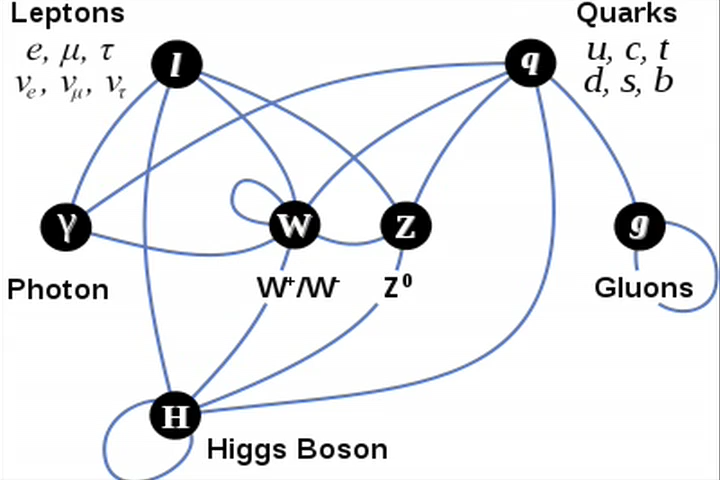 Leptons
e, μ, τ
νe, νμ, ντ
l
Quarks
u, c, t
d, s, b
q
γ
W
Z
g
Photon
W⁺/W⁻
Z⁰
Gluons
H
Higgs Boson